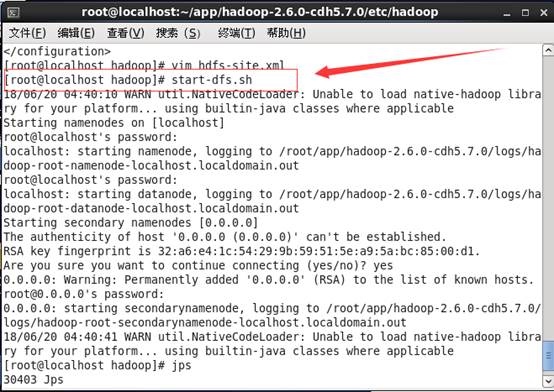 root@localhost:~/app/hadoop-2.6.0-cdh5.7.0/etc/hadoop
文件(F) 编辑(E) 查看(V) 搜索 (S) 终端(T) 帮助(H)
</configuration>
[root@localhost hadoop]# vim hdfs-site.xml
[root@localhost hadoop]# start-dfs.sh
18/06/20 04:40:10 WARN util.NativeCodeLoader: Unable to load native-hadoop libra
ry for your platform... using builtin-java classes where applicable
Starting namenodes on [localhost]
root@localhost's password:
localhost: starting namenode, logging to /root/app/hadoop-2.6.0-cdh5.7.0/logs/ha
doop-root-namenode-localhost.localdomain.out
root@localhost's password:
localhost: starting datanode, logging to /root/app/hadoop-2.6.0-cdh5.7.0/logs/ha
doop-root-datanode-localhost.localdomain.out
Starting secondary namenodes [0.0.0.0]
The authenticity of host '0.0.0.0 (0.0.0.0)' can't be established.
RSA key fingerprint is 32:a6:e4:1c:54:29:9b:59:51:5e:a9:5a:bc:85:00:d1.
Are you sure you want to continue connecting (yes/no)? yes
0.0.0.0: Warning: Permanently added '0.0.0.0' (RSA) to the list of known hosts.
root@0.0.0.0's password:
0.0.0.0: starting secondarynamenode, logging to /root/app/hadoop-2.6.0-cdh5.7.0/
logs/hadoop-root-secondarynamenode-localhost.localdomain.out
18/06/20 04:40:41 WARN util.NativeCodeLoader: Unable to load native-hadoop libra
ry for your platform... using builtin-java classes where applicable
[root@localhost hadoop]# jps
30403 Jps